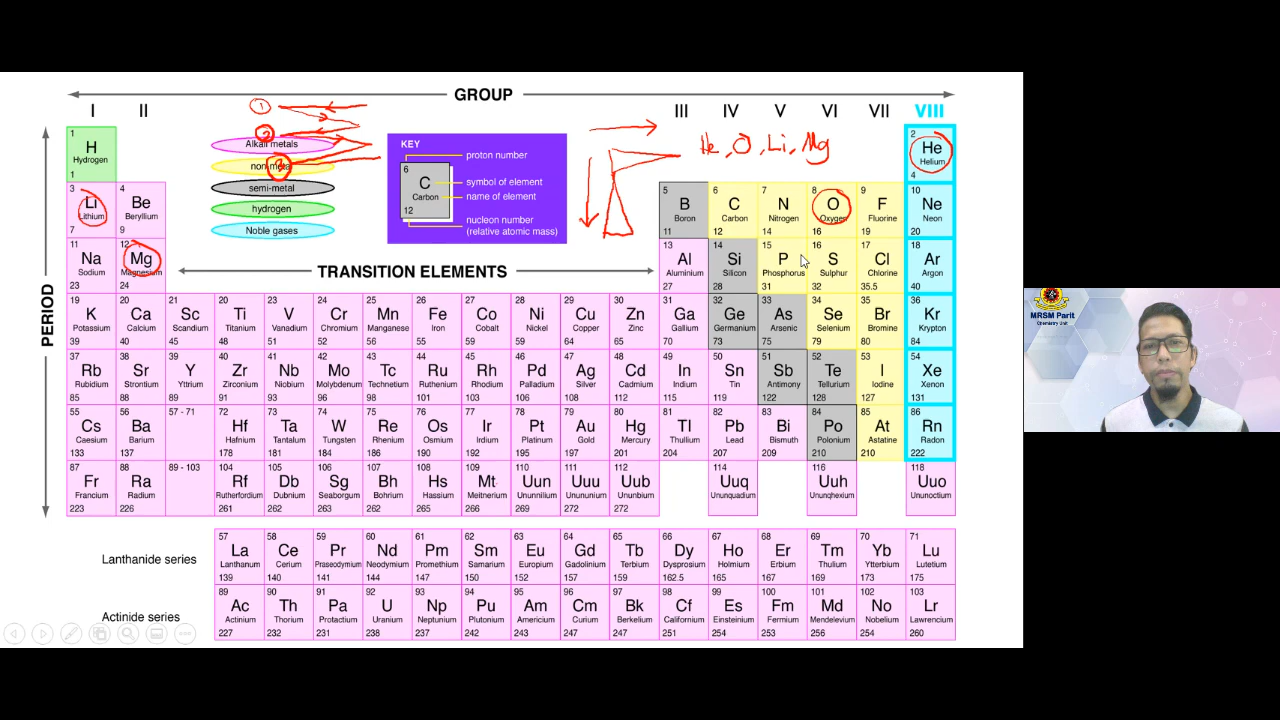 GROUP
I II III IV V VI VII VIII
PERIOD
① 
②
③
Alkali metals
non metal
semi-metal
hydrogen
Noble gases
KEY
proton number
6
C
Carbon
12
symbol of element
name of element
nucleon number
(relative atomic mass)
He, O, Li, Mg
TRANSITION ELEMENTS
1 H Hydrogen 1
2 He Helium 4
3 Li Lithium 7
4 Be Beryllium 9
5 B Boron 11
6 C Carbon 12
7 N Nitrogen 14
8 O Oxygen 16
9 F Fluorine 19
10 Ne Neon 20
11 Na Sodium 23
12 Mg Magnesium 24
13 Al Aluminium 27
14 Si Silicon 28
15 P Phosphorus 31
16 S Sulphur 32
17 Cl Chlorine 35.5
18 Ar Argon 40
19 K Potassium 39
20 Ca Calcium 40
21 Sc Scandium 45
20 Ti Titanium 48
23 V Vanadium 51
24 Cr Chromium 52
25 Mn Manganese 55
26 Fe Iron 56
27 Co Cobalt 59
28 Ni Nickel 59
29 Cu Copper 64
30 Zn Zinc 65
31 Ga Gallium 70
32 Ge Germanium 73
33 As Arsenic 75
34 Se Selenium 79
35 Br Bromine 80
36 Kr Krypton 84
37 Rb Rubidium 85
38 Sr Strontium 88
39 Y Yittrium 89
40 Zr Zirconium 91
41 Nb Niobium 93
42 Mo Molybdenum 96
43 Tc Technetium 98
44 Ru Ruthenium 101
45 Rh Rhodium 103
46 Pd Palladium 106
47 Ag Silver 108
48 Cd Cadmium 112
49 In Indium 115
50 Sn Tin 119
51 Sb Antimony 122
52 Te Tellurium 128
53 I Iodine 127
54 Xe Xenon 131
55 Cs Caesium 133
56 Ba Barium 137
57 - 71
72 Hf Hafnium 178
73 Ta Tantalum 181
74 W Tungsten 184
75 Re Rhenium 186
76 Os Osmium 190
77 Ir Iridium 192
78 Pt Platinum 195
79 Au Gold 197
80 Hg Mercury 201
81 Tl Thullium 204
82 Pb Lead 207
83 Bi Bismuth 209
84 Po Polonium 210
85 At Astatine 210
86 Rn Radon 222
87 Fr Francium 223
88 Ra Radium 226
89 - 103
104 Rf Rutherfordium 261
105 Db Dubnium 262
106 Sg Seaborgum 263
107 Bh Bohrium 262
108 Hs Hassium 265
109 Mt Meitnerium 266
110 Uun Ununnilium 269
111 Uuu Unununium 272
112 Uub Ununbium 272
114 Uuq Ununquadium
116 Uuh Ununqhexium
118 Uuo Ununoctium
Lanthanide series
57 La Lanthanum 139
58 Ce Cerium 140
59 Pr Praseodymium 141
60 Nd Neodymium 144
61 Pm Promethium 147
62 Sm Samarium 150
63 Eu Europium 152
64 Gd Gadolinium 157
65 Tb Terbium 159
66 Dy Dysprosium 162.5
67 Ho Holmium 165
68 Er Erbium 167
69 Tm Thulium 169
70 Yb Ytterbium 173
71 Lu Lutetium 175
Actinide series
89 Ac Actinium 227
90 Th Thorium 232
91 Pa Protactium 231
92 U Uranium 238
93 Np Neptunium 237
94 Pu Plutonium 242
95 Am Americium 243
96 Cm Curium 247
97 Bk Berkelium 247
98 Cf Californium 251
99 Es Einsteinium 254
100 Fm Fermium 253
101 Md Mendelevium 256
102 No Nobelium 254
103 Lr Lawrencium 260
MRSM Parit
Chemistry Unit